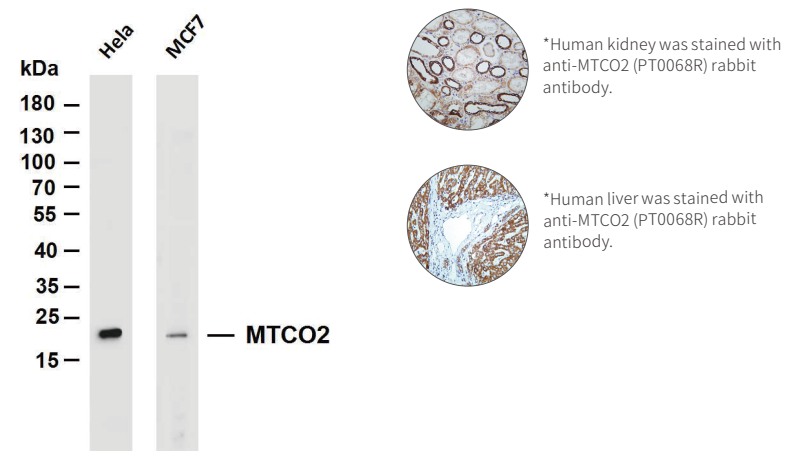 Hela
MCF7
kDa
180
130
100
70
55
40
35
25
15
MTCO2
*Human kidney was stained with
anti-MTCO2 (PT0068R) rabbit
antibody.
*Human liver was stained with
anti-MTCO2 (PT0068R) rabbit
antibody.